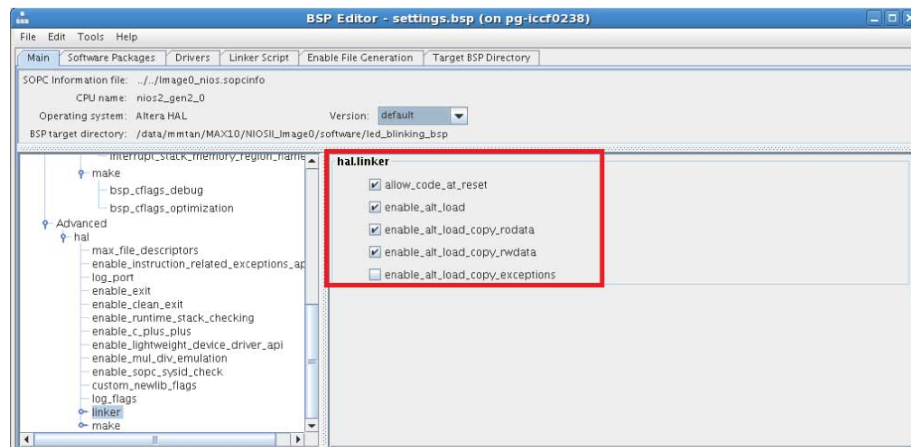 BSP Editor - settings.bsp (on pg-iccf0238)
File Edit Tools Help
Main Software Packages Drivers Linker Script Enable File Generation Target BSP Directory
SOPC Information file: ../../Image0_nios.sopcinfo
CPU name: nios2_gen2_0
Operating system: Altera HAL Version: default
BSP target directory: /data/mmtan/MAX10/NIOSII_Image0/software/led_blinking_bsp
interrupt_stack_memory_region_name
make
bsp_cflags_debug
bsp_cflags_optimization
Advanced
hal
max_file_descriptors
enable_instruction_related_exceptions_ap
log_port
enable_exit
enable_clean_exit
enable_runtime_stack_checking
enable_c_plus_plus
enable_lightweight_device_driver_api
enable_mul_div_emulation
enable_sopc_sysid_check
custom_newlib_flags
log_flags
linker
make
hal.linker
allow_code_at_reset
enable_alt_load
enable_alt_load_copy_rodata
enable_alt_load_copy_rwdata
enable_alt_load_copy_exceptions